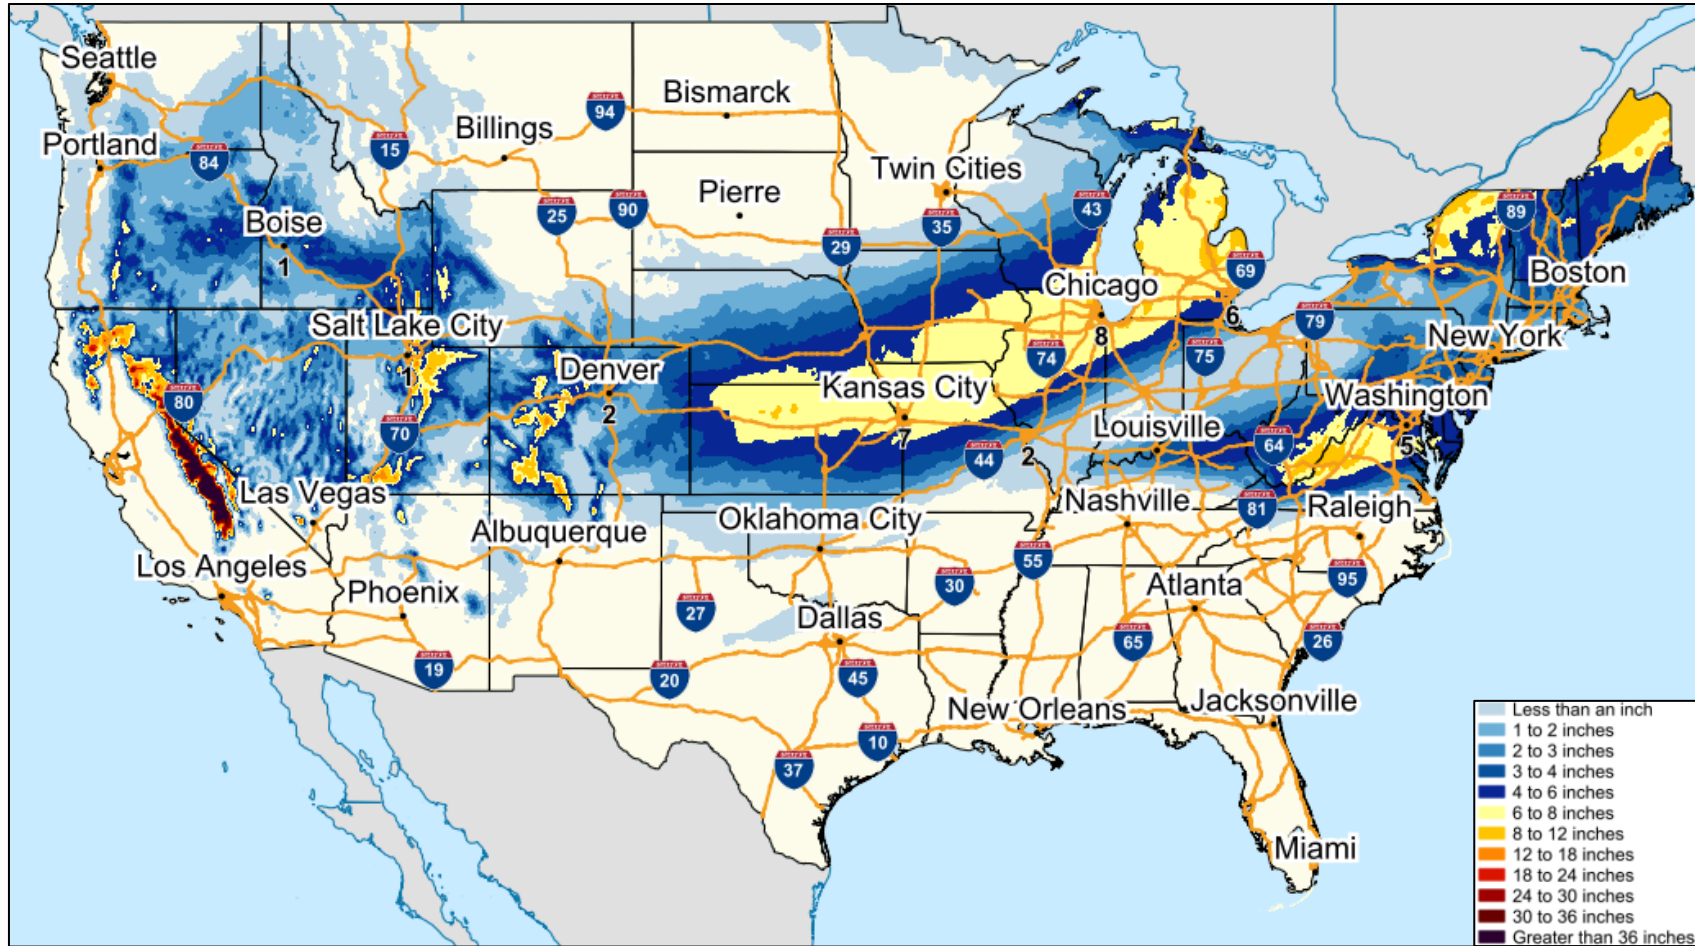 Seattle
94
Bismarck
Billings
Portland
15
84
Twin Cities
Pierre
25
90
43
35
89
Boise
29
1
69
Boston
Chicago
Salt Lake City
6
79
8
New York
74
75
Denver
1
Kansas City
Washington
80
2
70
7
Louisville
64
5
44
2
Las Vegas
Nashville
81
Raleigh
Oklahoma City
Albuquerque
55
Los Angeles
Phoenix
30
95
Atlanta
27
Dallas
65
26
19
20
45
New Orleans
Jacksonville
10
37
Miami
Less than an inch
1 to 2 inches
2 to 3 inches
3 to 4 inches
4 to 6 inches
6 to 8 inches
8 to 12 inches
12 to 18 inches
18 to 24 inches
24 to 30 inches
30 to 36 inches
Greater than 36 inches